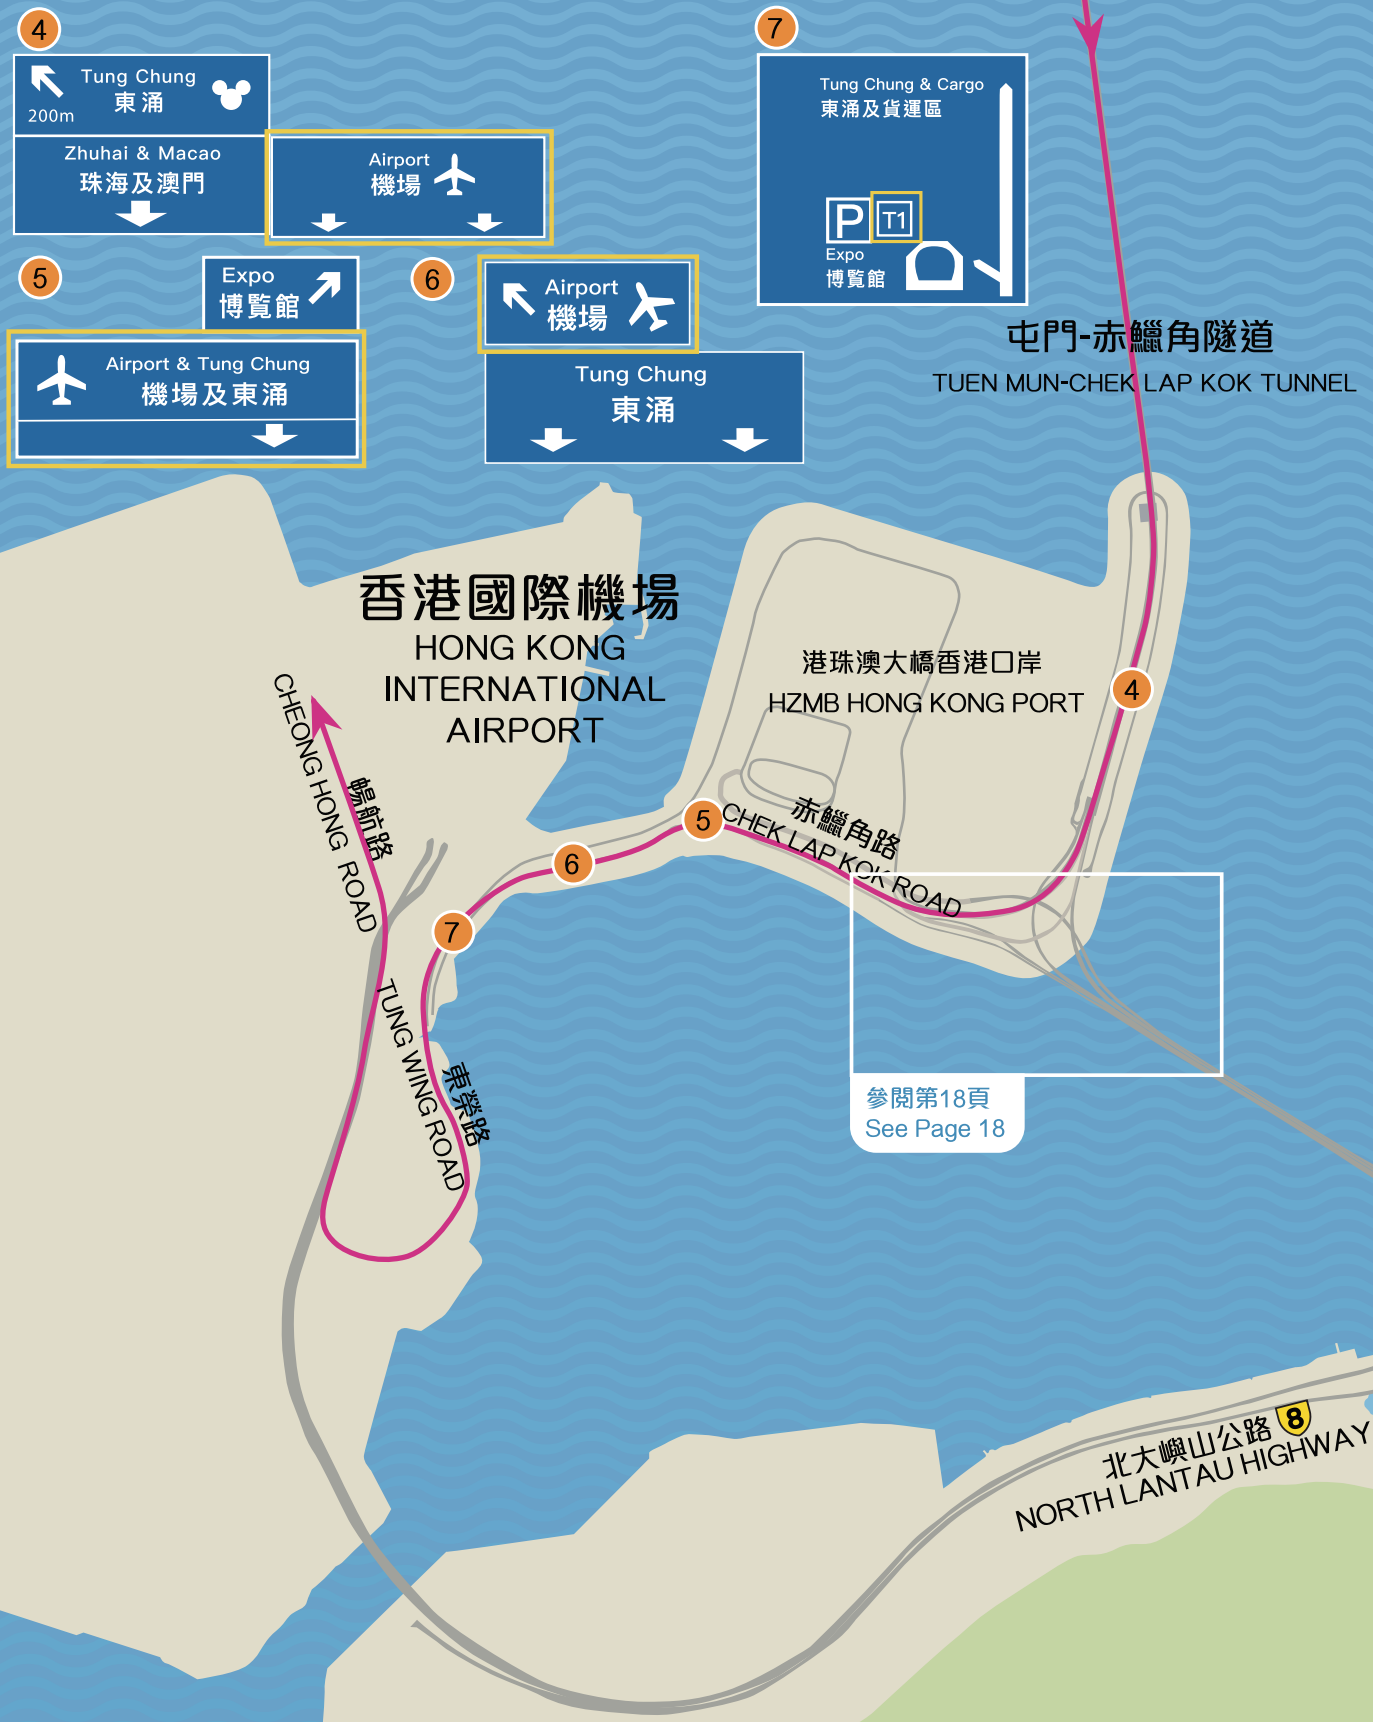 4
Tung Chung
東涌
200m
Zhuhai & Macao
珠海及澳門
Airport
機場
5
Expo
博覧館
Airport & Tung Chung
機場及東涌
6
Airport
機場
Tung Chung
東涌
7
Tung Chung & Cargo
東涌及貨運區
P
T1
Expo
博覧館
屯門-赤鱲角隧道
TUEN MUN-CHEK LAP KOK TUNNEL
香港國際機場
HONG KONG
INTERNATIONAL
AIRPORT
港珠澳大橋香港口岸
HZMB HONG KONG PORT
4
5
赤鱲角路
CHEK LAP KOK ROAD
6
7
暢航路
CHEONG HONG ROAD
東榮路
TUNG WING ROAD
參閱第18頁
See Page 18
北大嶼山公路
8
NORTH LANTAU HIGHWAY